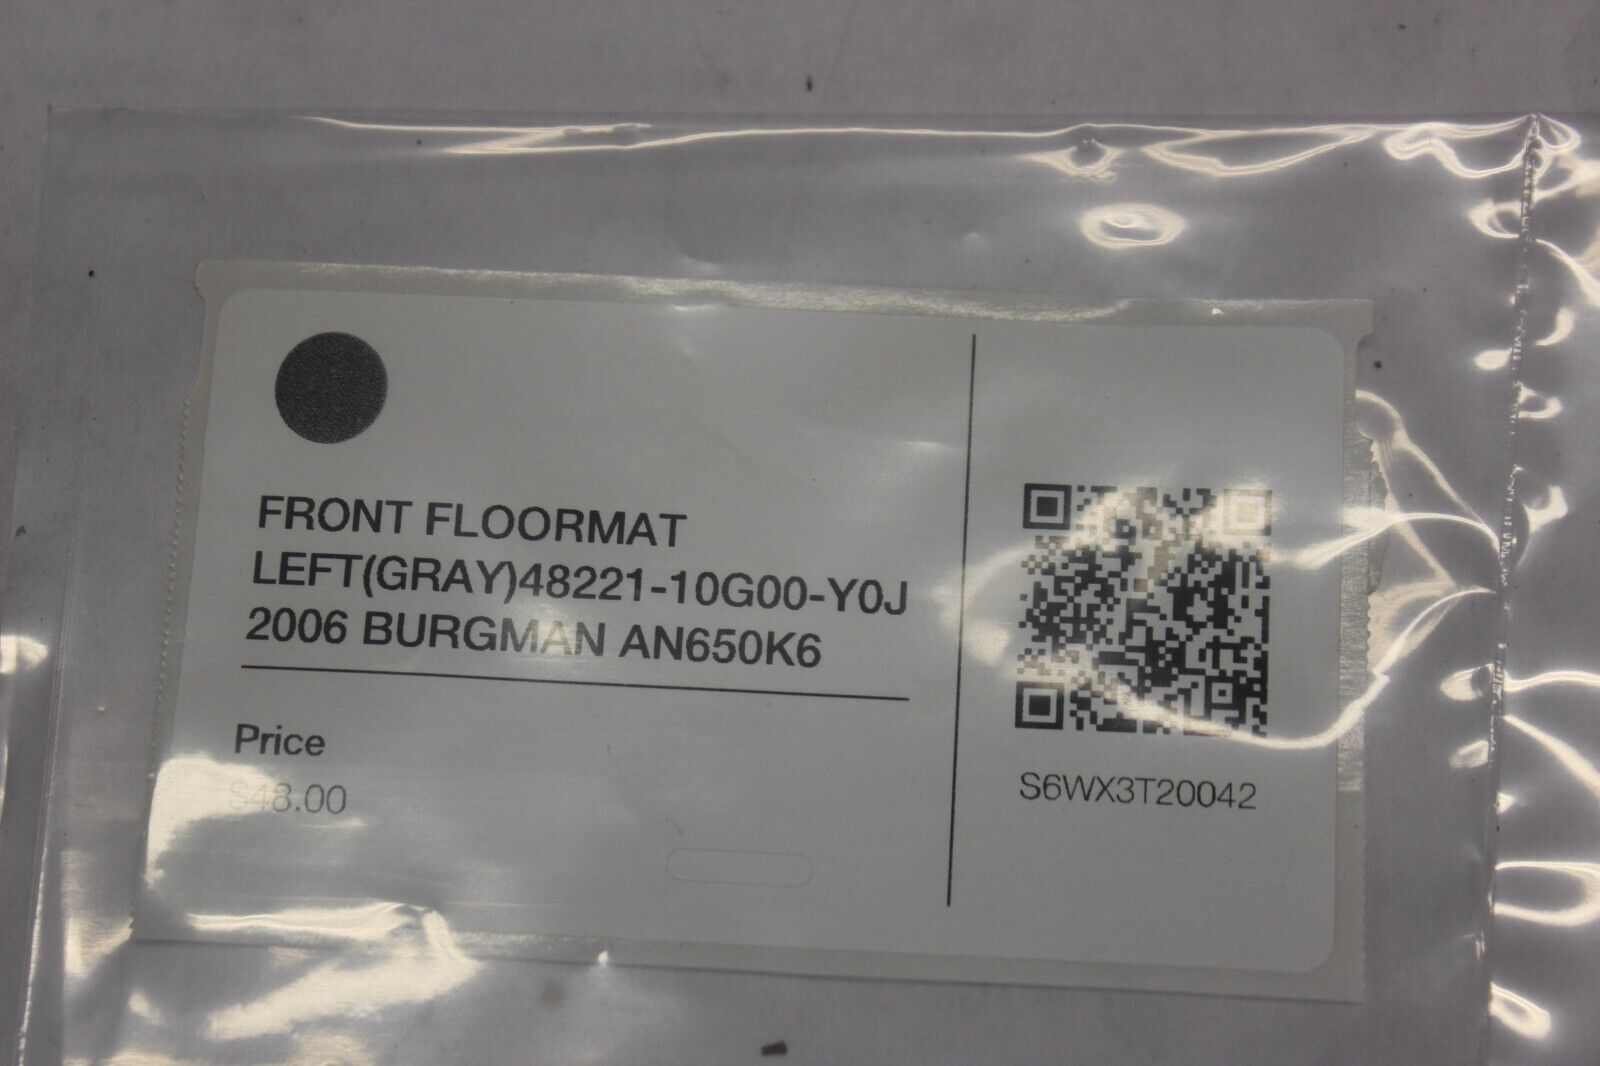 FRONT FLOORMAT
LEFT(GRAY)48221-10G00-Y0J
2006 BURGMAN AN650K6
Price
$48.00
S6WX3T20042